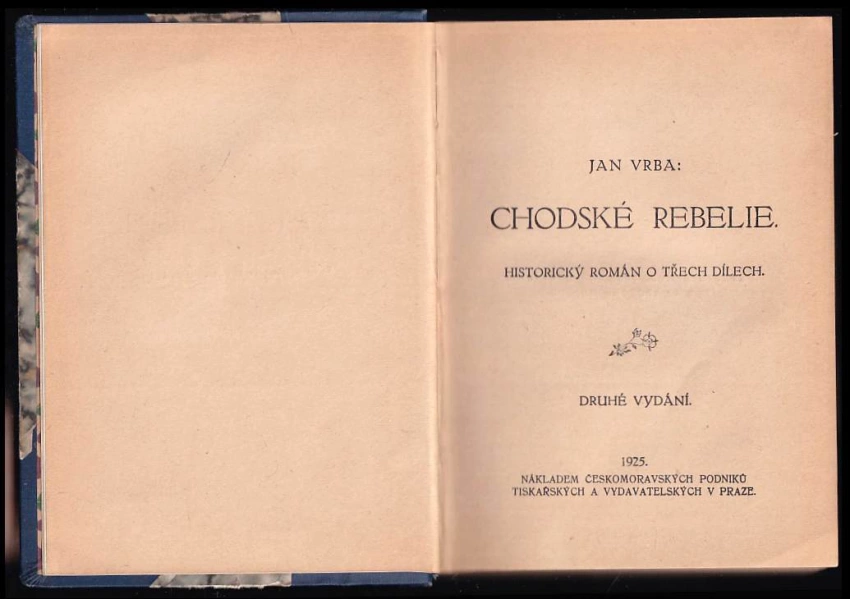 JAN VRBA:
CHODSKÉ REBELIE.
HISTORICKÝ ROMÁN O TŘECH DÍLECH.
DRUHÉ VYDÁNÍ.
1925.
NÁKLADEM ČESKOMORAVSKÝCH PODNIKŮ
TISKAŘSKÝCH A VYDAVATELSKÝCH V PRAZE.